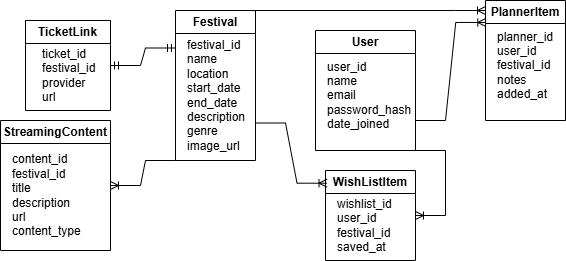 TicketLink
ticket_id
festival_id
provider
url
Festival
festival_id
name
location
start_date
end_date
description
genre
image_url
User
user_id
name
email
password_hash
date_joined
PlannerItem
planner_id
user_id
festival_id
notes
added_at
StreamingContent
content_id
festival_id
title
description
url
content_type
WishListItem
wishlist_id
user_id
festival_id
saved_at